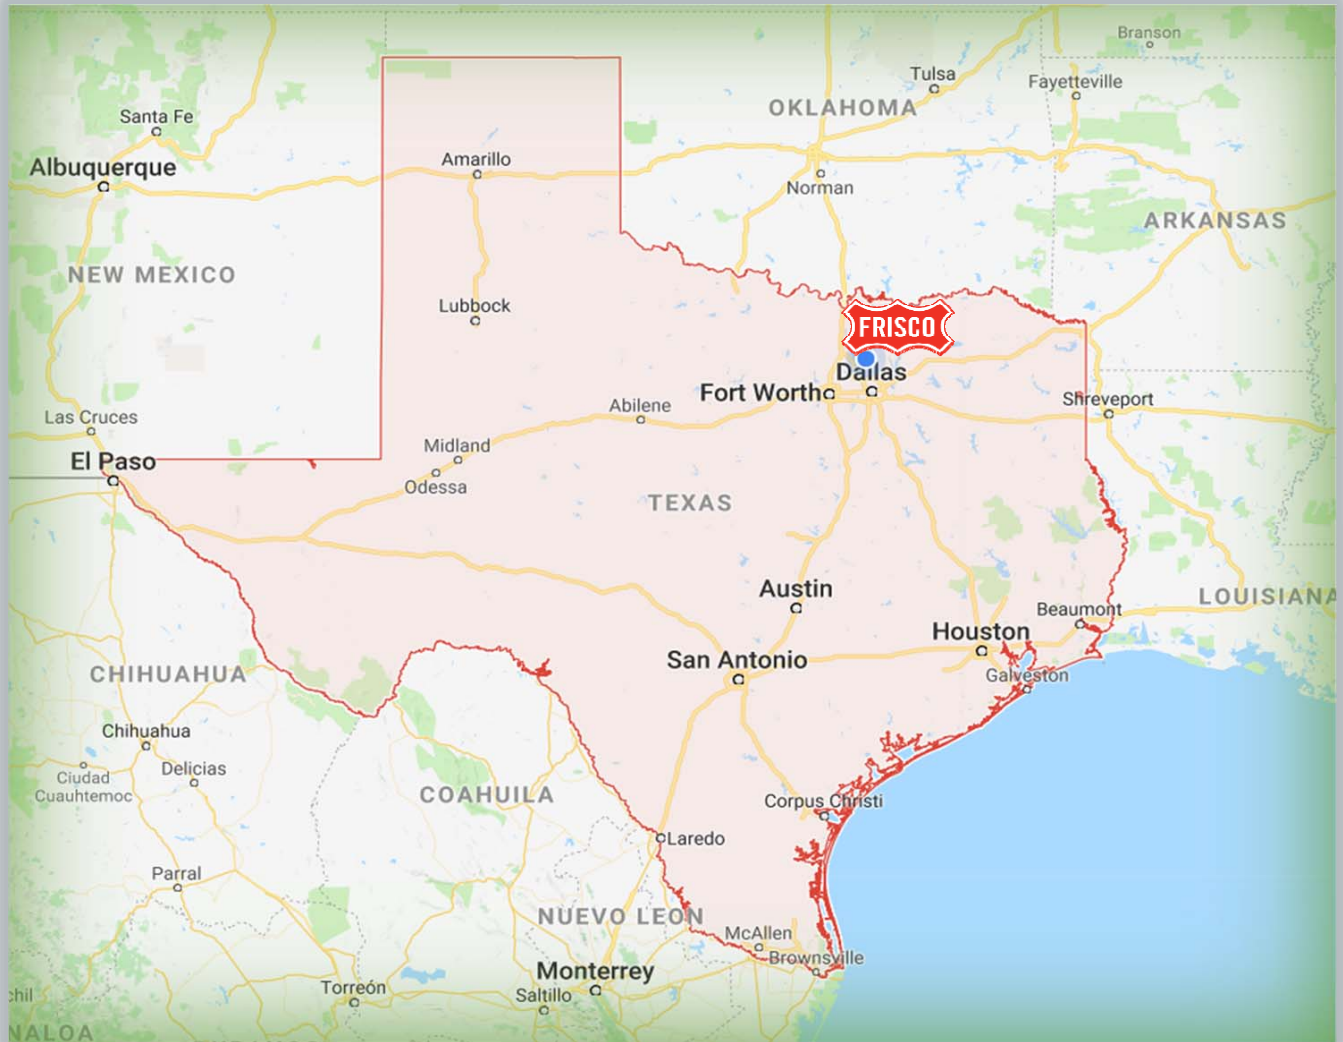 Branson
Tulsa
Fayetteville
OKLAHOMA
Santa Fe
Amarillo
Albuquerque
Norman
ARKANSAS
NEW MEXICO
Lubbock
FRISCO
Dallas
Fort Worth
Shreveport
Abilene
Las Cruces
Midland
El Paso
Odessa
TEXAS
Austin
LOUISIANA
Beaumont
Houston
San Antonio
CHIHUAHUA
Galveston
Chihuahua
Delicias
Ciudad
Cuauhtemoc
COAHUILA
Corpus Christi
Laredo
Parral
NUEVO LEON
McAllen
Brownsville
Monterrey
Torreón
Saltillo
chil
NALOA